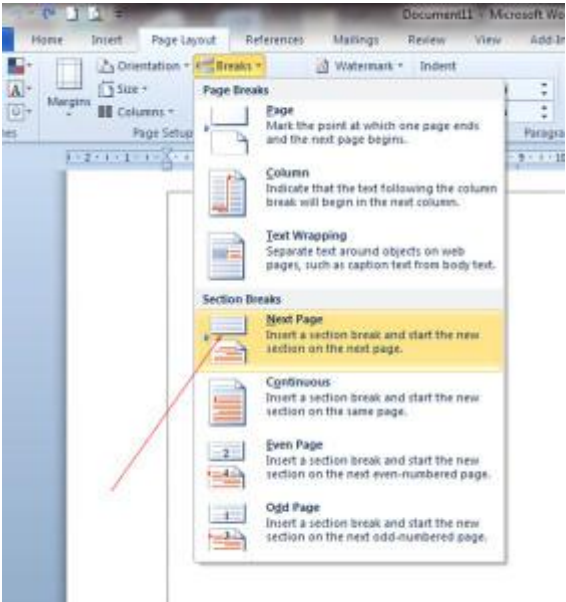 Document11 - Microsoft Wo
Home Insert Page Layout References Mailings Review View Add-In
Orientation Breaks Watermark Indent
Margins
Size
Columns
Page Setup
Paragra
Page Breaks
Page
Mark the point at which one page ends
and the next page begins.
Column
Indicate that the text following the column
break will begin in the next column.
Text Wrapping
Separate text around objects on web
pages, such as caption text from body text.
Section Breaks
Next Page
Insert a section break and start the new
section on the next page.
Continuous
Insert a section break and start the new
section on the same page.
Even Page
Insert a section break and start the new
section on the next even-numbered page.
Odd Page
Insert a section break and start the new
section on the next odd-numbered page.